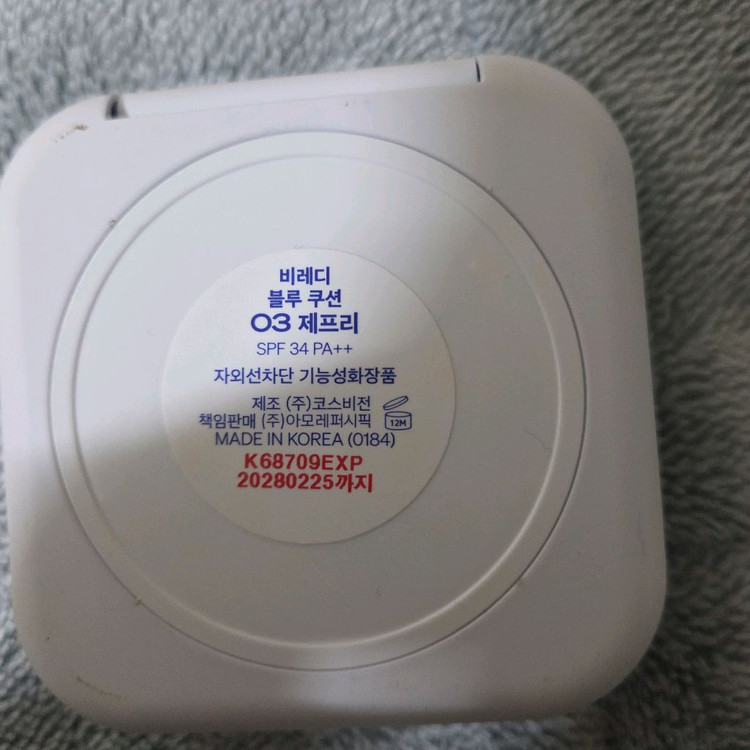 비레디
블루 쿠션
03 제프리
SPF 34 PA++
자외선차단 기능성화장품
제조 (주)코스비전
책임판매 (주)아모레퍼시픽
12M
MADE IN KOREA (0184)
K68709EXP
20280225까지